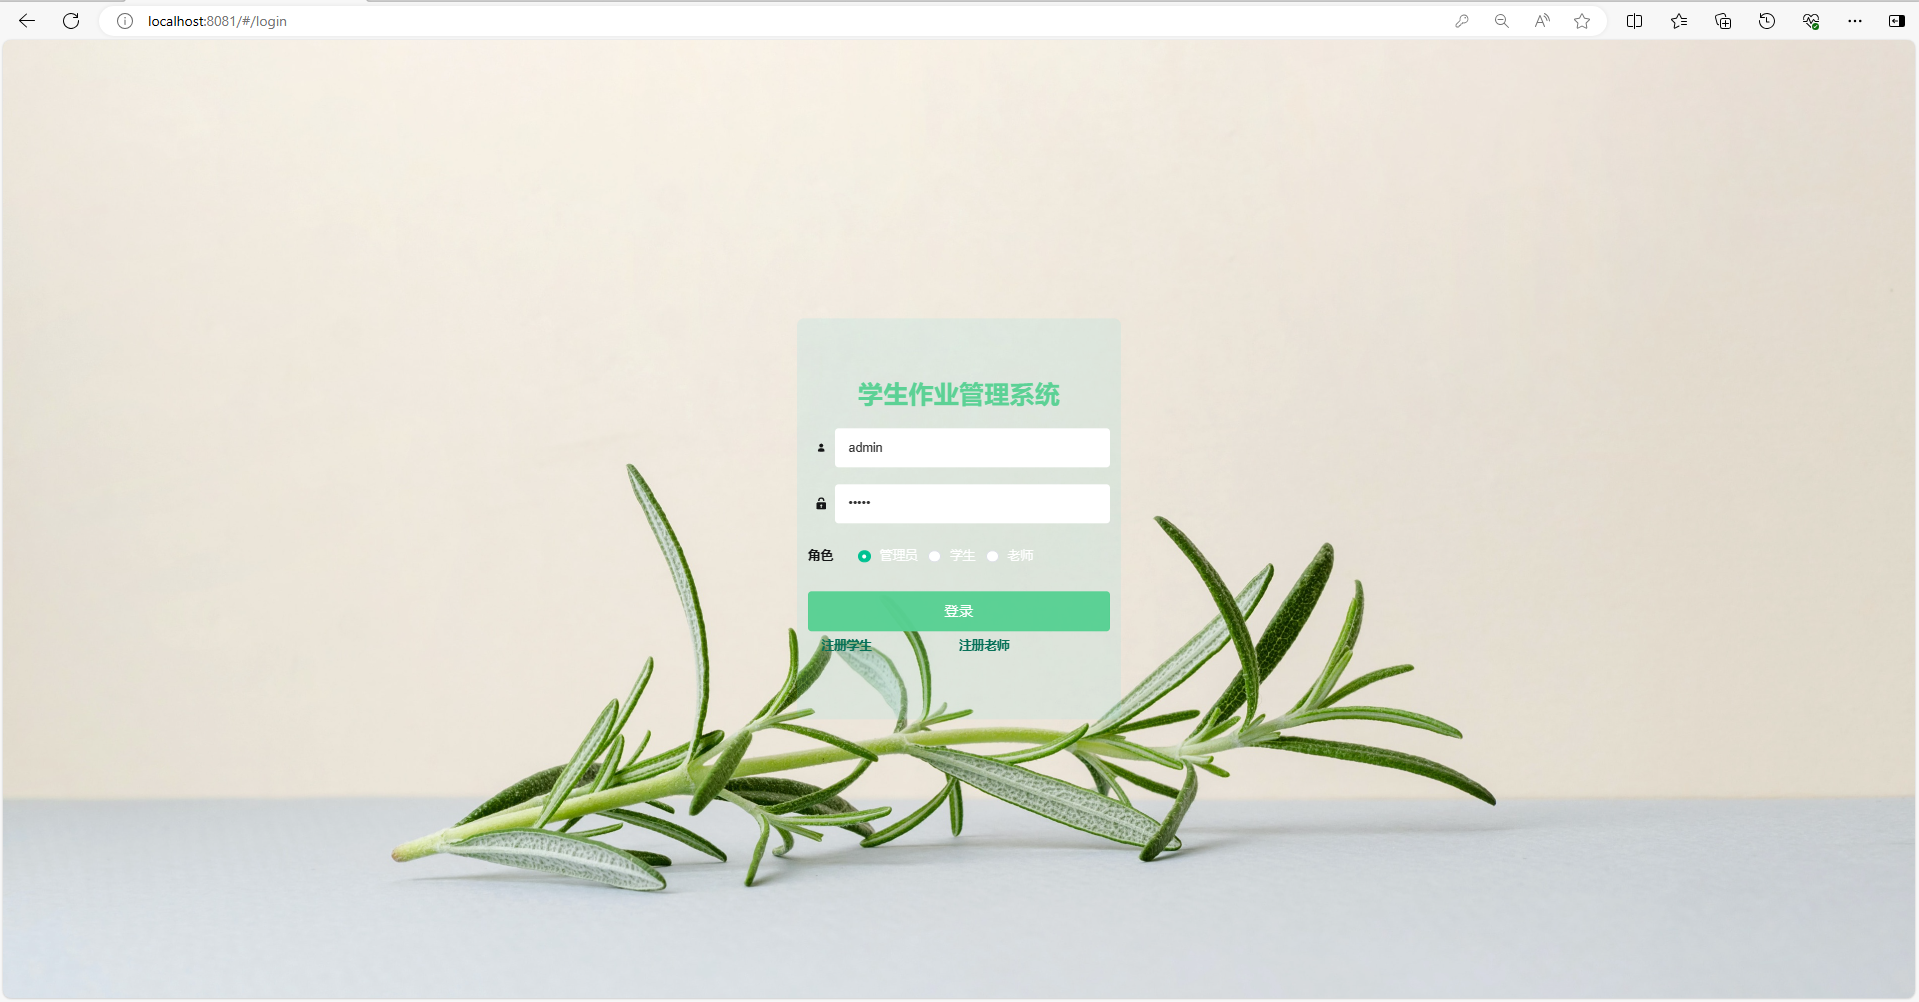 localhost:8081/#/login
学生作业管理系统
admin
•••••
角色 管理员 学生 老师
登录
注册学生 注册老师